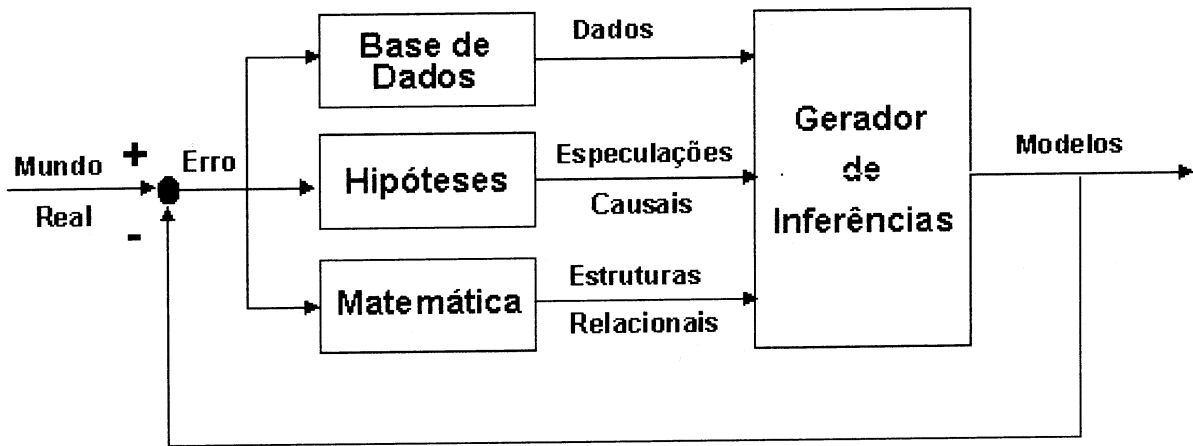 Base de
Dados
Dados
Mundo
Real
+
-
Erro
Hipóteses
Especulações
Causais
Matemática
Estruturas
Relacionais
Gerador
de
Inferências
Modelos